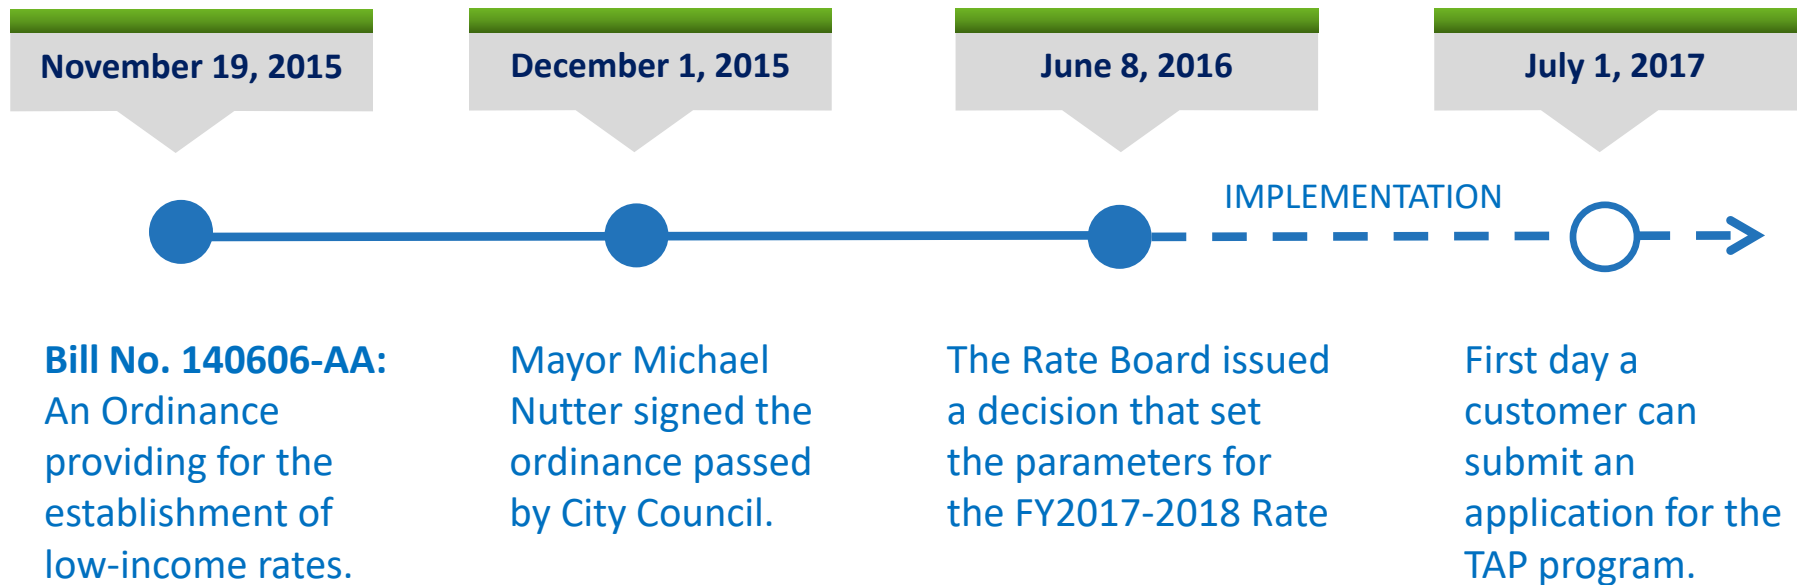 November 19, 2015
December 1, 2015
June 8, 2016
July 1, 2017
IMPLEMENTATION
Bill No. 140606-AA:
An Ordinance
providing for the
establishment of
low-income rates.
Mayor Michael
Nutter signed the
ordinance passed
by City Council.
The Rate Board issued
a decision that set
the parameters for
the FY2017-2018 Rate
First day a
customer can
submit an
application for the
TAP program.